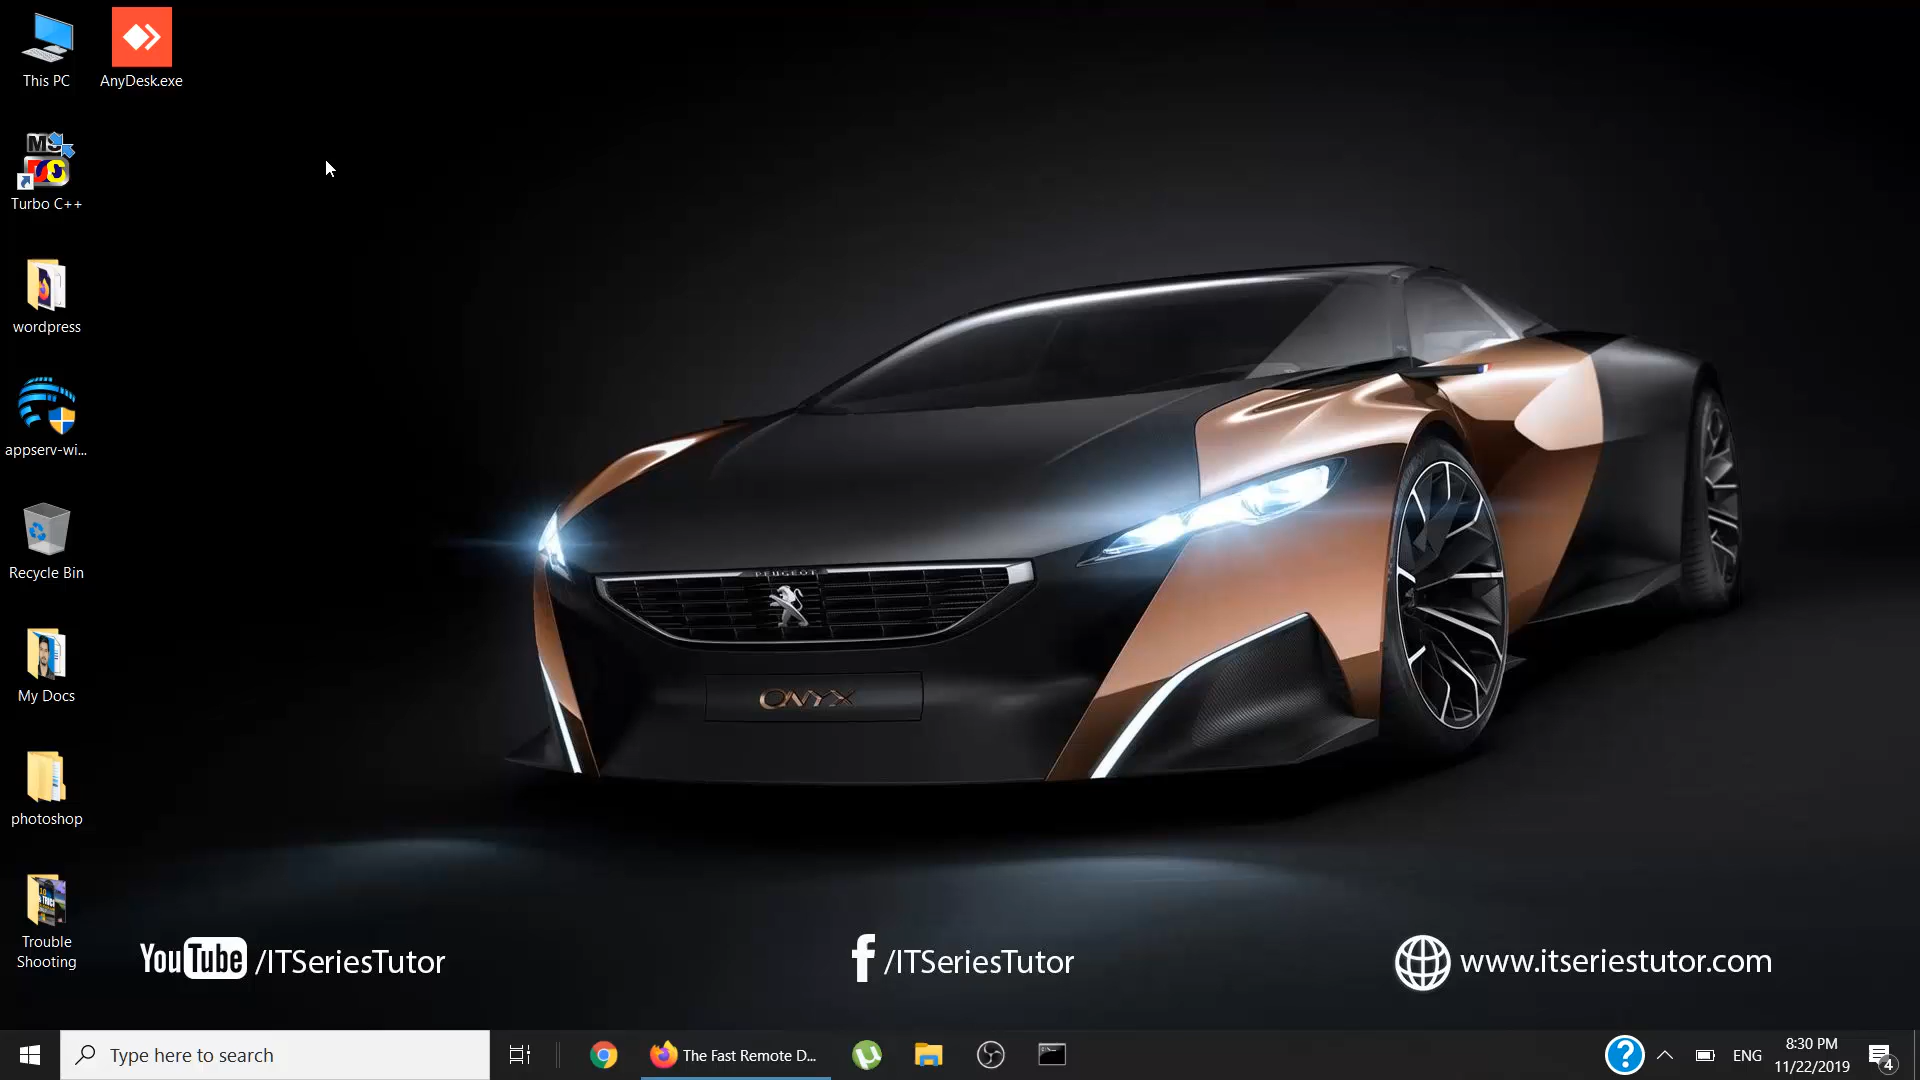 This PC
AnyDesk.exe
Turbo C++
wordpress
appserv-wi...
Recycle Bin
My Docs
photoshop
Trouble
Shooting
PEUGEOT
ONYX
YouTube /ITSeriesTutor
f /ITSeriesTutor
www.itseriestutor.com
Type here to search
The Fast Remote D...
ENG
8:30 PM
11/22/2019
4